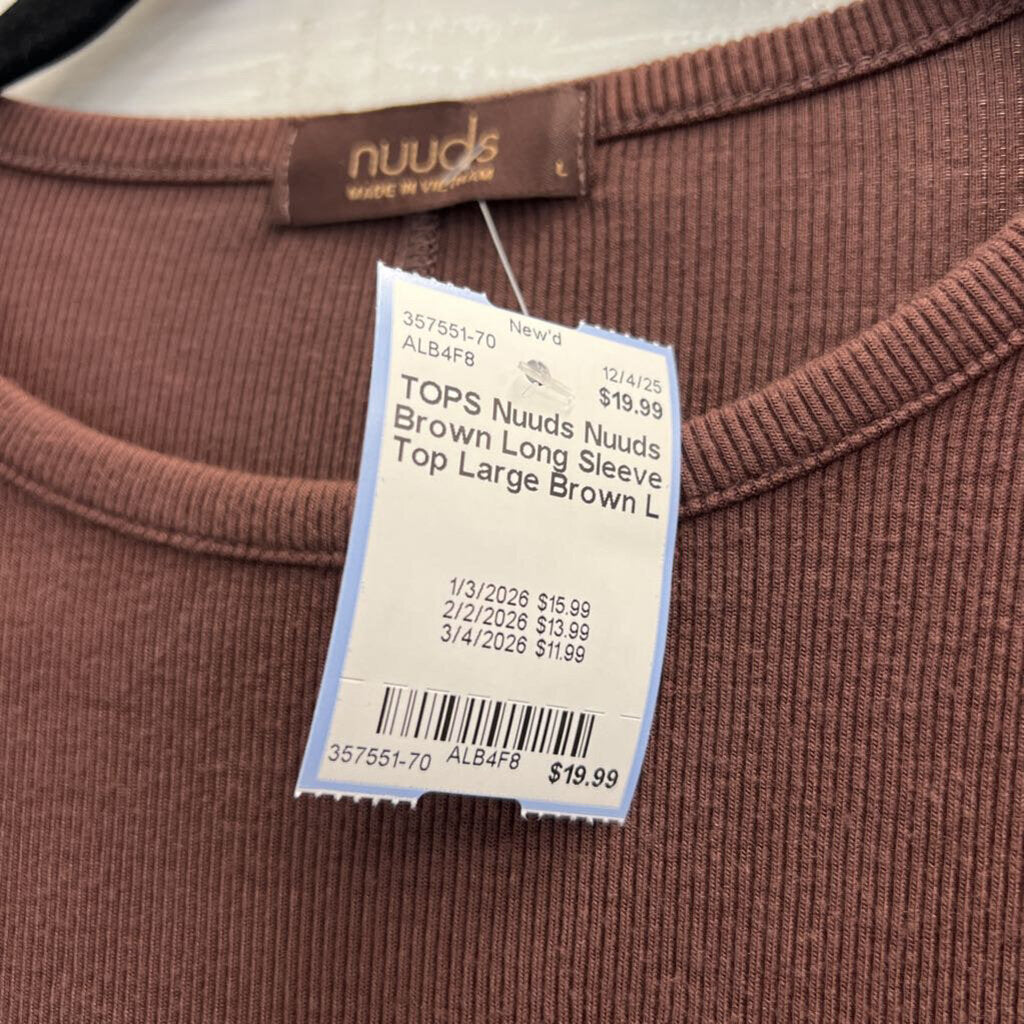 nuuds
MADE IN VIETNAM
L
357551-70 New'd
ALB4F8 12/4/25
$19.99
TOPS Nuuds Nuuds
Brown Long Sleeve
Top Large Brown L
1/3/2026 $15.99
2/2/2026 $13.99
3/4/2026 $11.99
357551-70 ALB4F8 $19.99